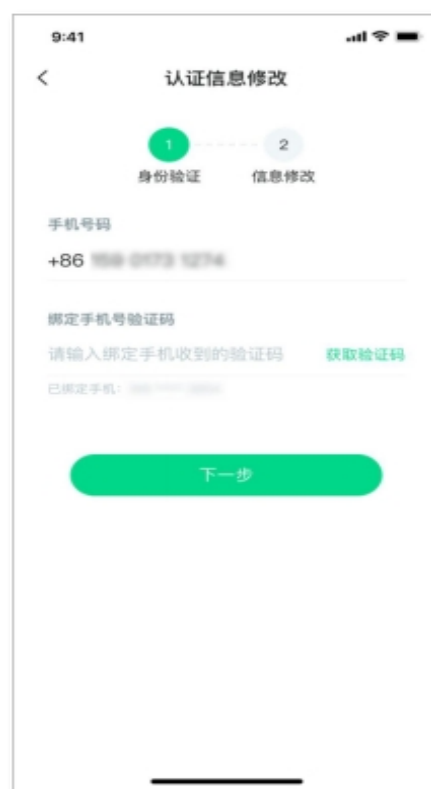 9:41
认证信息修改
1
2
身份验证
信息修改
手机号码
+86
绑定手机号验证码
请输入绑定手机收到的验证码
获取验证码
已绑定手机:
下一步